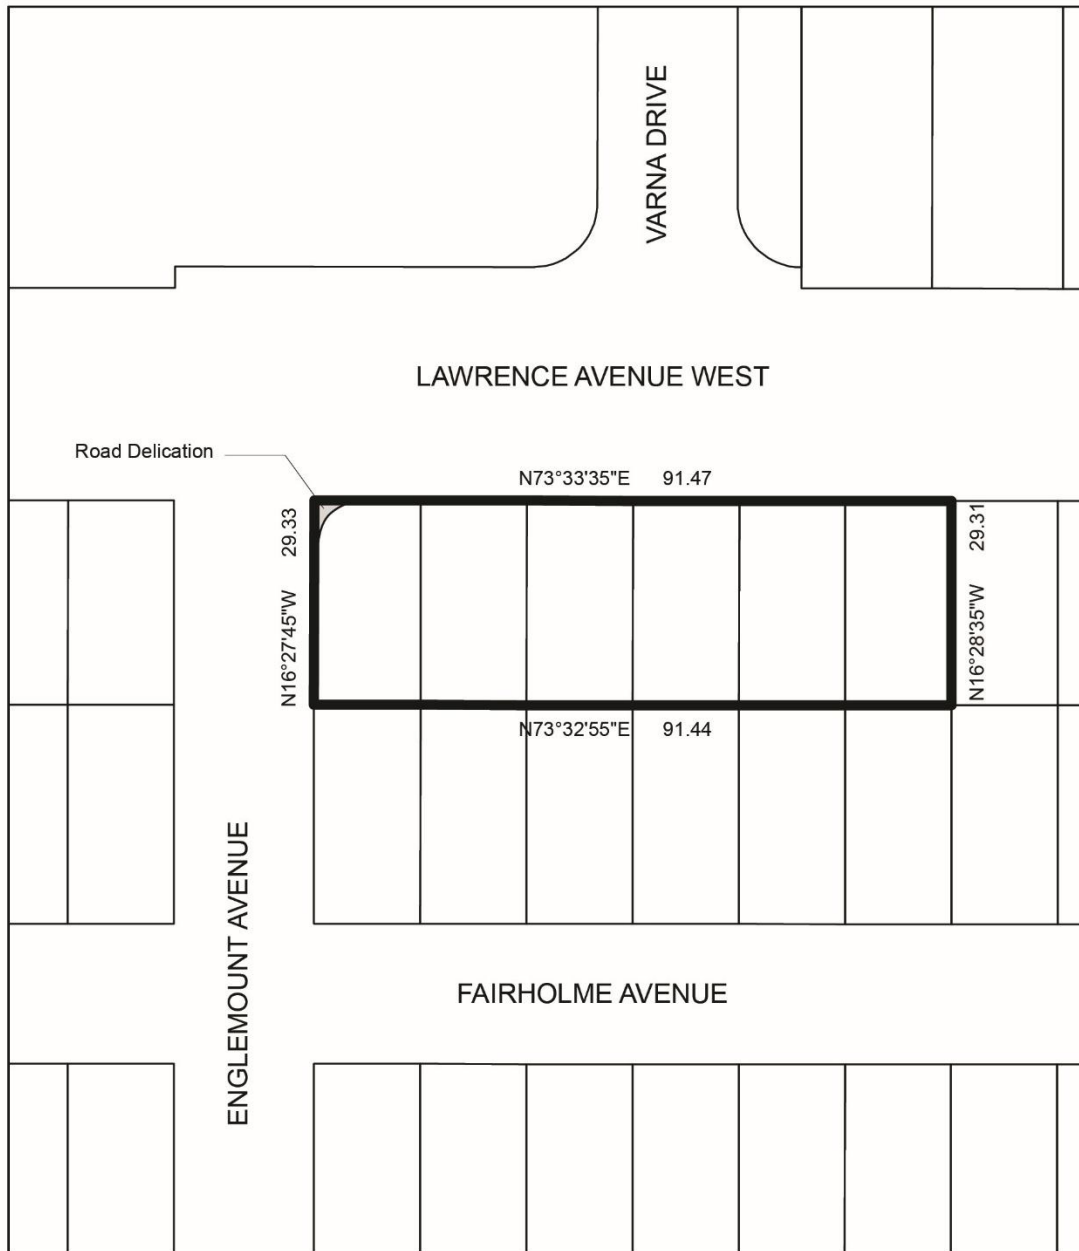 VARNA DRIVE
LAWRENCE AVENUE WEST
Road Delication
N73°33'35"E 91.47
N16°27'45"W 29.33
N16°28'35"W 29.31
N73°32'55"E 91.44
ENGLEMOUNT AVENUE
FAIRHOLME AVENUE